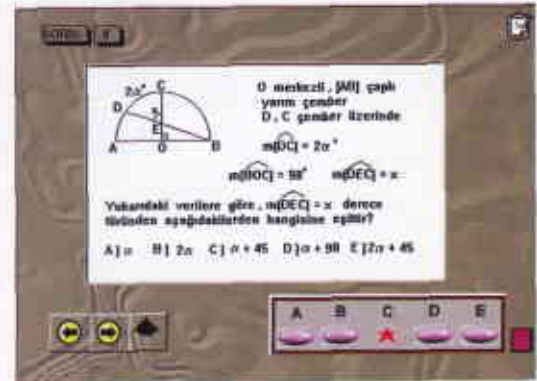 2α°
C
D
x
E
A
O
B
O merkezli, [AB] çaplı
yarım çember
D, C çember üzerinde
m(DC) = 2α°
m(BOC) = 90° m(DEC) = x
Yukarıdaki verilere göre, m(DEC) = x derece
türünden aşağıdakilerden hangisine eşittir?
A] α B] 2α C] α + 45 D] α + 90 E] 2α + 45
A B C D E